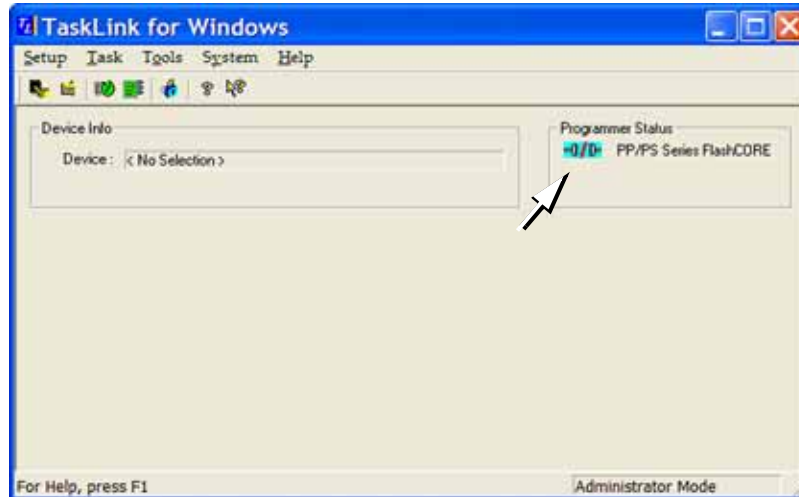 TaskLink for Windows
Setup Task Tools System Help
Device Info
Device : < No Selection >
Programmer Status
PP/PS Series FlashCORE
For Help, press F1
Administrator Mode